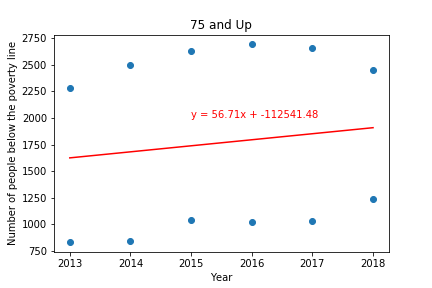 75 and Up
Number of people below the poverty line
2750
2500
2250
2000
1750
1500
1250
1000
750
y = 56.71x + -112541.48
2013 2014 2015 2016 2017 2018
Year